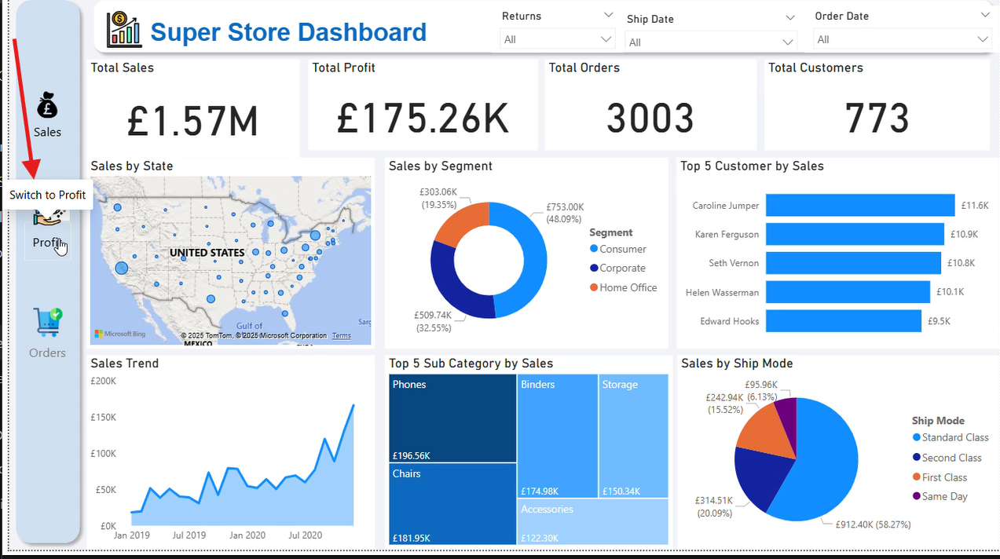 Super Store Dashboard
Returns
All
Ship Date
All
Order Date
All
Sales
Switch to Profit
Profit
Orders
Total Sales
£1.57M
Total Profit
£175.26K
Total Orders
3003
Total Customers
773
Sales by State
UNITED STATES
Gulf of
MEXICO
Microsoft Bing
© 2025 TomTom, © 2025 Microsoft Corporation Terms
Sales by Segment
£303.06K
(19.35%)
£753.00K
(48.09%)
£509.74K
(32.55%)
Segment
Consumer
Corporate
Home Office
Top 5 Customer by Sales
Caroline Jumper £11.6K
Karen Ferguson £10.9K
Seth Vernon £10.8K
Helen Wasserman £10.1K
Edward Hooks £9.5K
Sales Trend
£200K
£150K
£100K
£50K
£0K
Jan 2019 Jul 2019 Jan 2020 Jul 2020
Top 5 Sub Category by Sales
Phones
£196.56K
Chairs
£181.95K
Binders
£174.98K
Storage
£150.34K
Accessories
£122.30K
Sales by Ship Mode
£95.96K
(6.13%)
£242.94K
(15.52%)
£314.51K
(20.09%)
£912.40K (58.27%)
Ship Mode
Standard Class
Second Class
First Class
Same Day